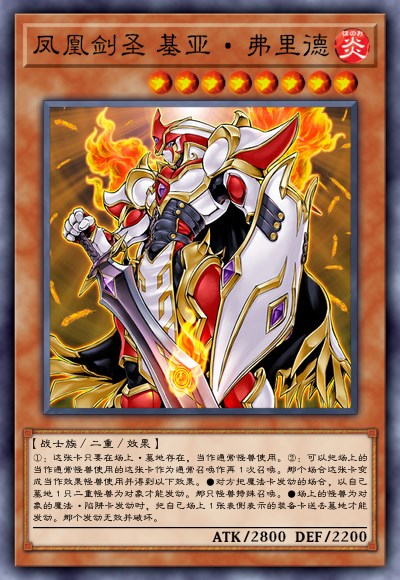 凤凰剑圣 基亚・弗里德
ほのお
炎
【战士族／二重／效果】
①：这张卡只要在场上・墓地存在，当作通常怪兽使用。②：可以把场上的
当作通常怪兽使用的这张卡作为通常召唤作再1次召唤。那个场合这张卡变
成当作效果怪兽使用并得到以下效果。●对方把魔法卡发动的场合，以自己
墓地1只二重怪兽为对象才能发动。那只怪兽特殊召唤。●场上的怪兽为对
象的魔法・陷阱卡发动时，把自己场上1张表侧表示的装备卡送去墓地才能
发动。那个发动无效并破坏。
ATK/2800 DEF/2200